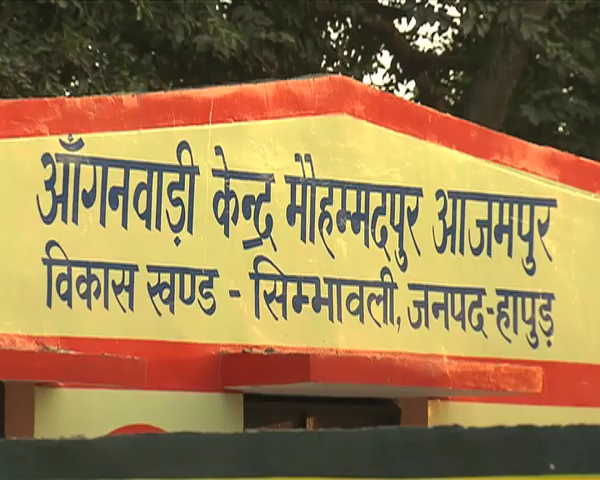 आँगनवाड़ी केन्द्र मौहम्मदपुर आजमपुर
विकास खण्ड - सिम्भावली, जनपद-हापुड़